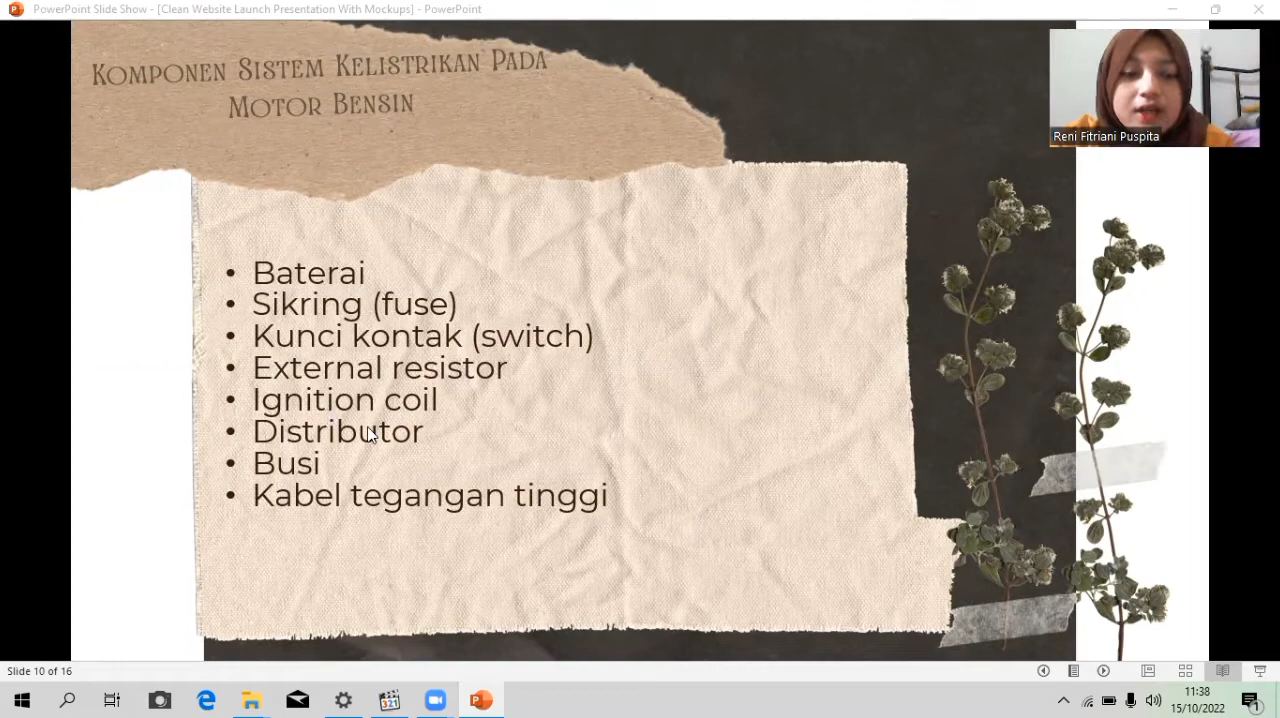 PowerPoint Slide Show - [Clean Website Launch Presentation With Mockups] - PowerPoint
Komponen Sistem Kelistrikan Pada
Motor Bensin
Reni Fitriani Puspita
• Baterai
• Sikring (fuse)
• Kunci kontak (switch)
• External resistor
• Ignition coil
• Distributor
• Busi
• Kabel tegangan tinggi
Slide 10 of 16
321
11:38
15/10/2022
1